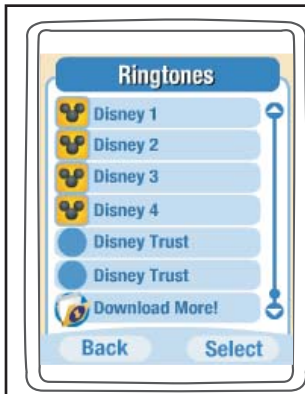 Ringtones
Disney 1
Disney 2
Disney 3
Disney 4
Disney Trust
Disney Trust
Download More!
Back Select